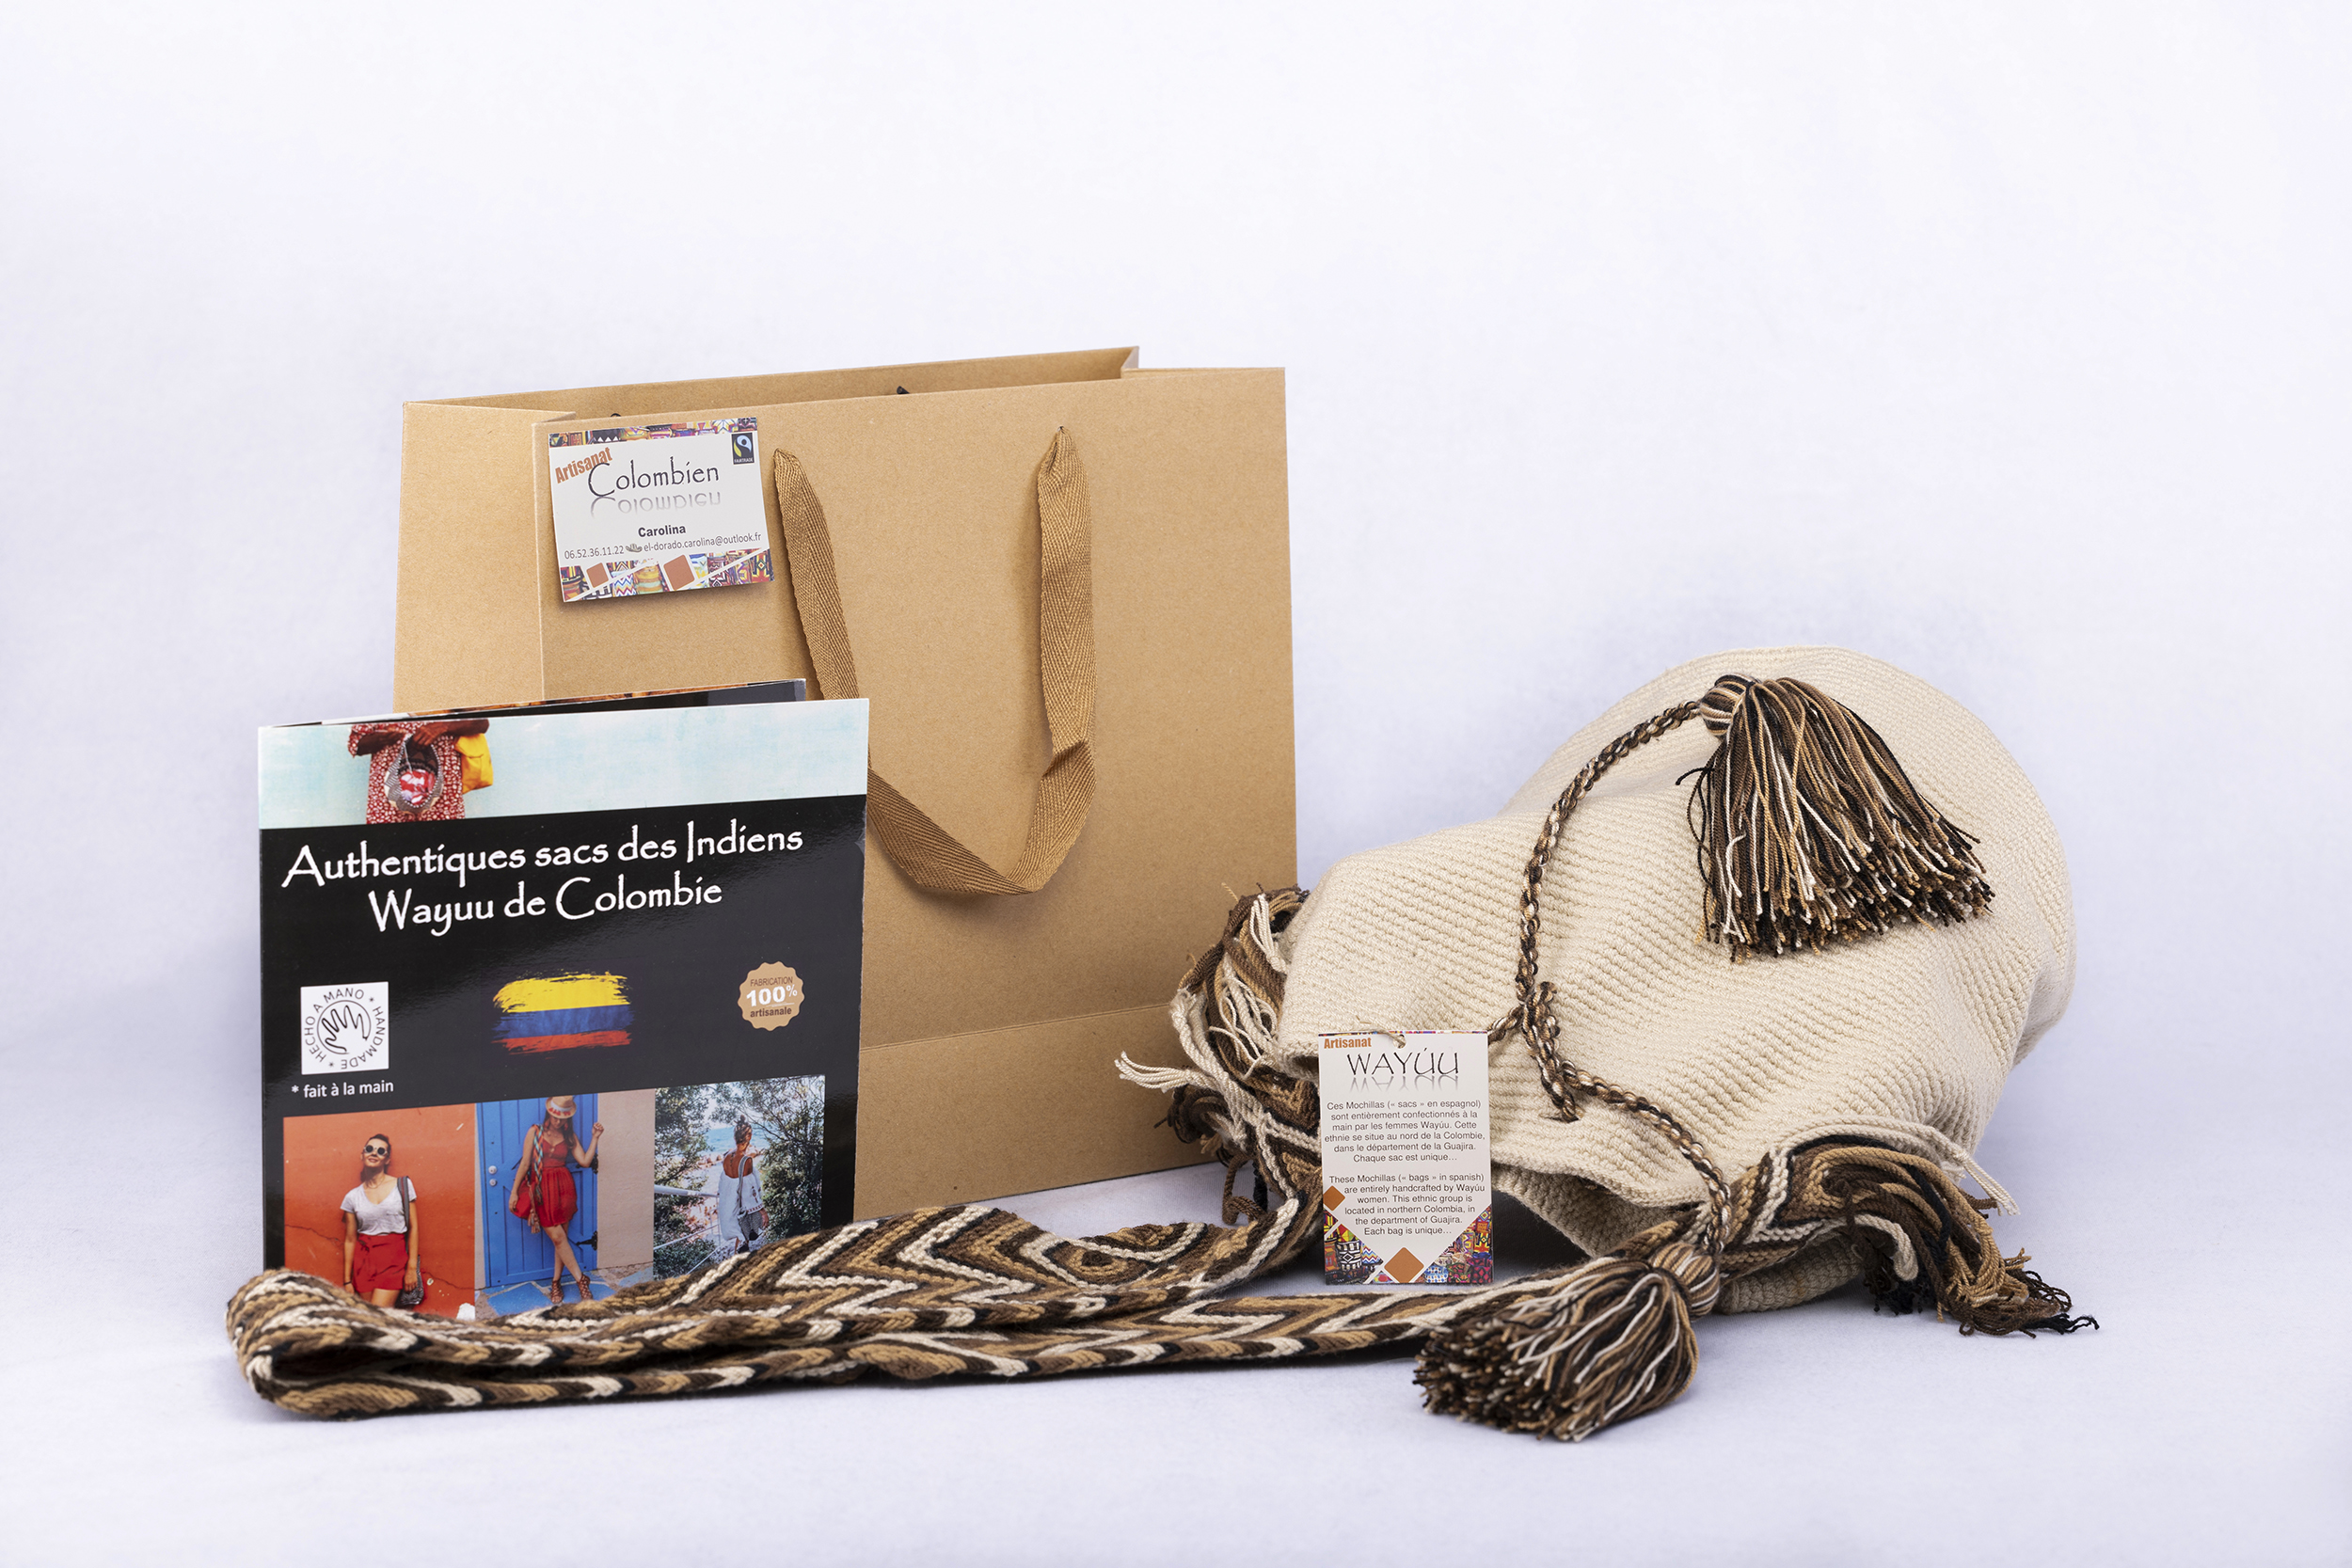 Artisanat
Colombien
FAIRTRADE
Carolina
06.52.36.11.22 el-dorado.carolina@outlook.fr
Authentiques sacs des Indiens
Wayuu de Colombie
HECHO A MANO * HANDMADE *
* fait à la main
FABRICATION
100%
artisanale
Artisanat
WAYÚU
Ces Mochillas (« sacs » en espagnol)
sont entièrement confectionnés à la
main par les femmes Wayúu. Cette
ethnie se situe au nord de la Colombie,
dans le département de la Guajira.
Chaque sac est unique...
These Mochillas (« bags » in spanish)
are entirely handcrafted by Wayúu
women. This ethnic group is
located in northern Colombia, in
the department of Guajira.
Each bag is unique...